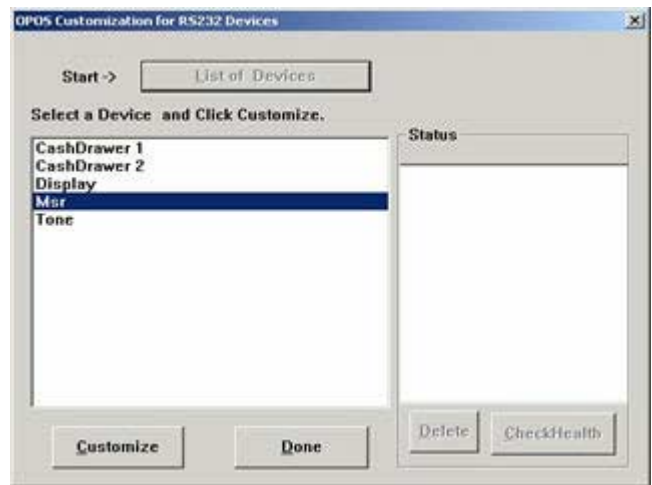 OPOS Customization for RS232 Devices
Start -> List of Devices
Select a Device and Click Customize.
Status
CashDrawer 1
CashDrawer 2
Display
Msr
Tone
Customize
Done
Delete
CheckHealth